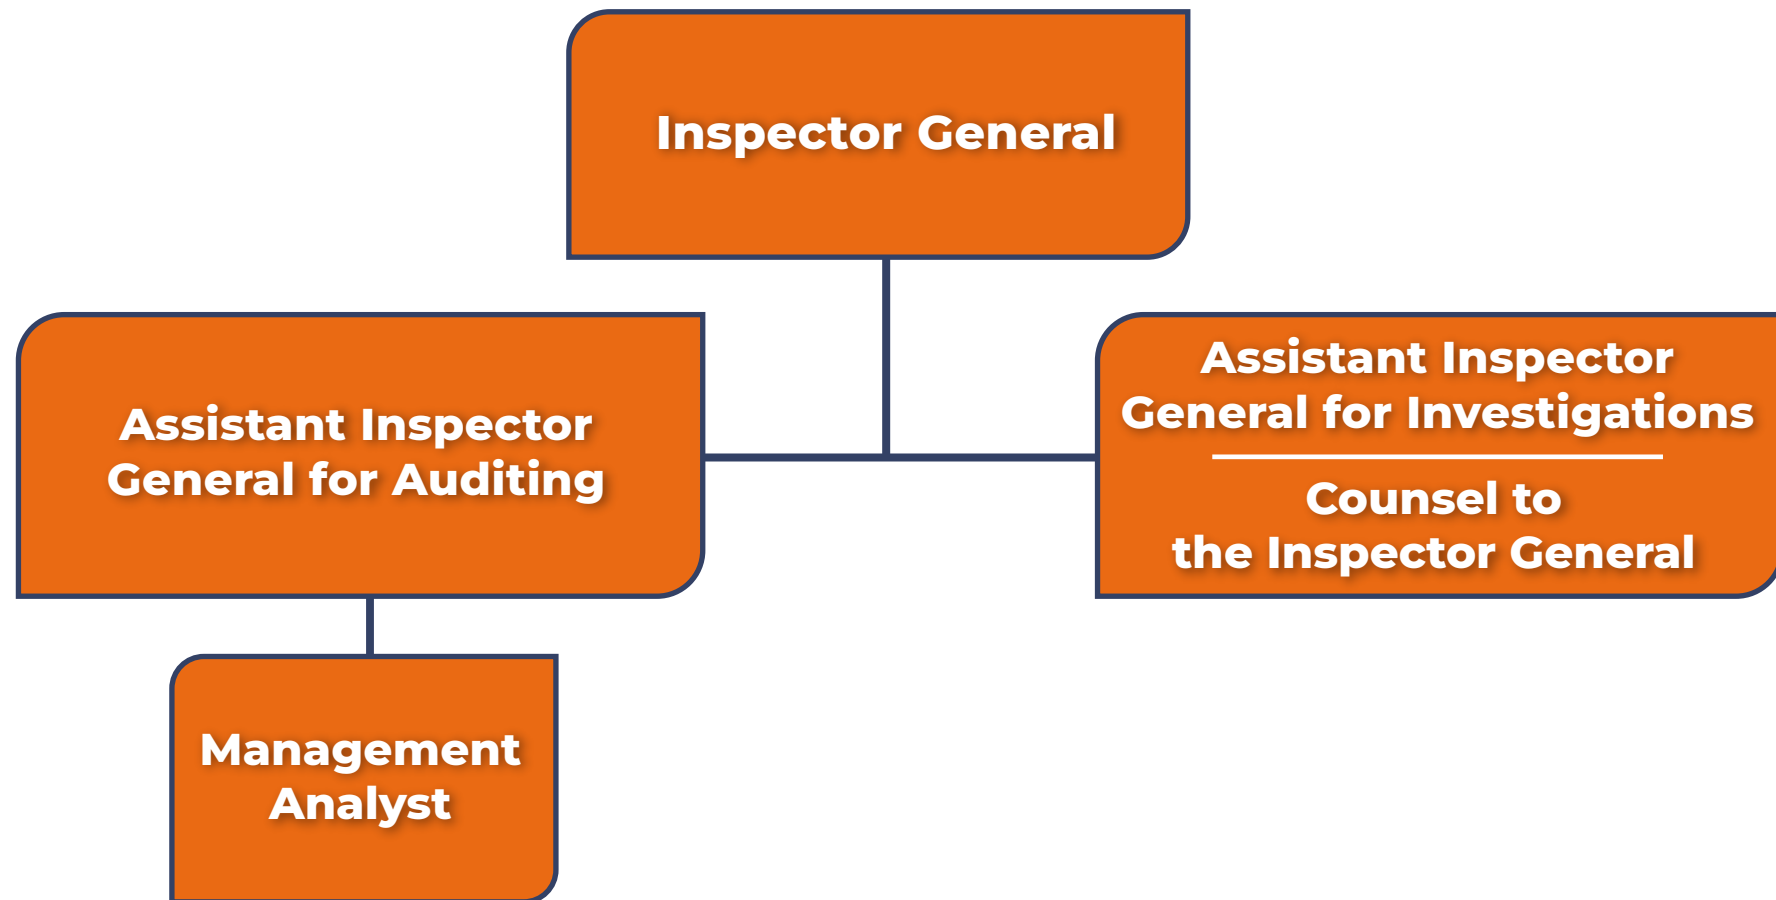 Inspector General
Assistant Inspector
General for Auditing
Assistant Inspector
General for Investigations
Counsel to
the Inspector General
Management
Analyst